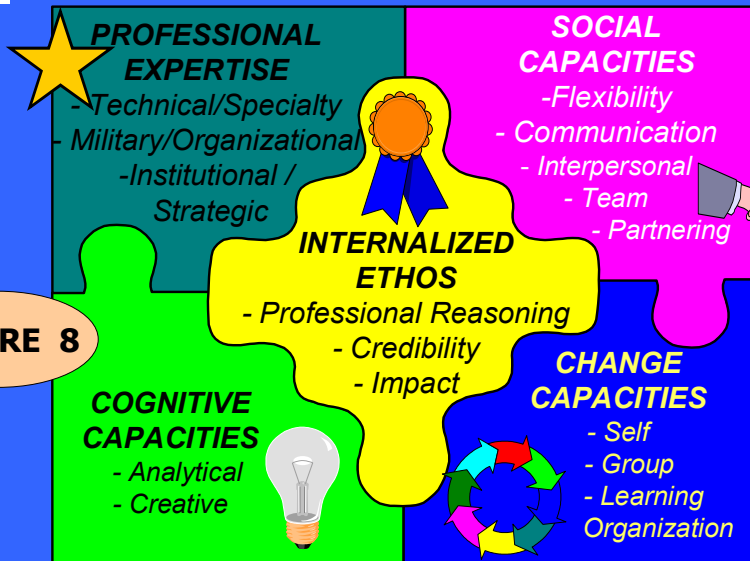 PROFESSIONAL
EXPERTISE
- Technical/Specialty
- Military/Organizational
-Institutional /
Strategic
SOCIAL
CAPACITIES
-Flexibility
- Communication
- Interpersonal
- Team
- Partnering
INTERNALIZED
ETHOS
- Professional Reasoning
- Credibility
- Impact
RE 8
COGNITIVE
CAPACITIES
- Analytical
- Creative
CHANGE
CAPACITIES
- Self
- Group
- Learning
Organization